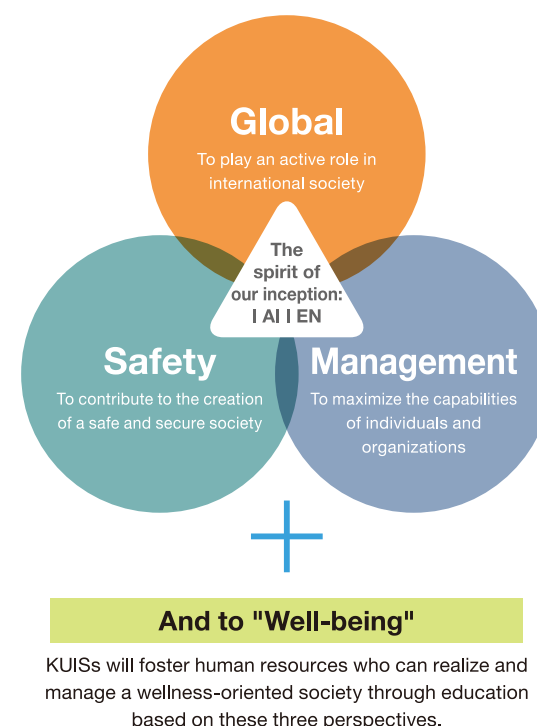 Global
To play an active role in
international society
The
spirit of
our inception:
I AI I EN
Safety
To contribute to the creation
of a safe and secure society
Management
To maximize the capabilities
of individuals and
organizations
And to "Well-being"
KUISs will foster human resources who can realize and
manage a wellness-oriented society through education
based on these three perspectives.